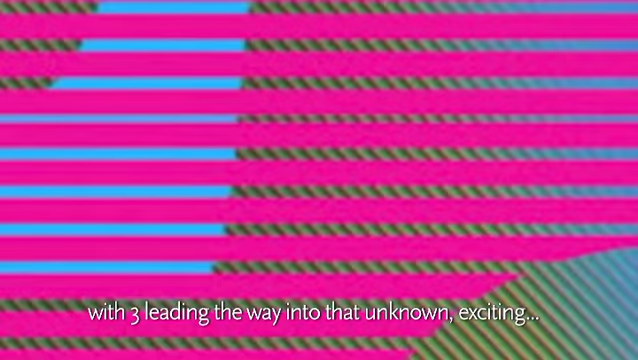 with 3 leading the way into that unknown, exciting...